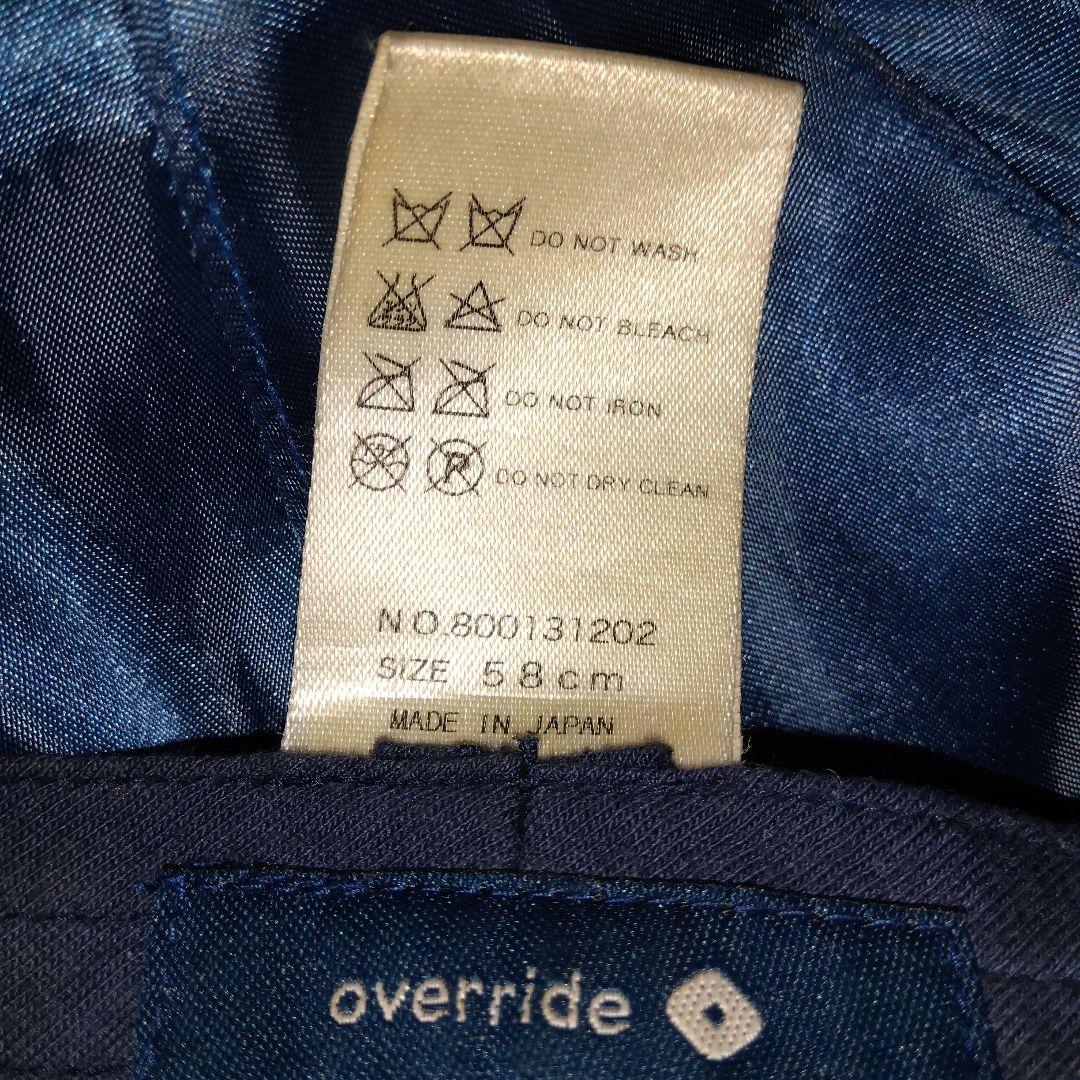 DO NOT WASH
DO NOT BLEACH
DO NOT IRON
P DO NOT DRY CLEAN
NO.800131202
SIZE 58cm
MADE IN JAPAN
override